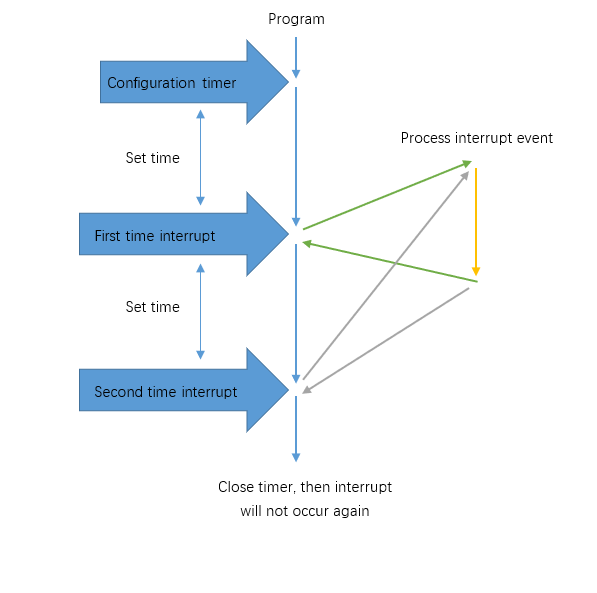 Program
Configuration timer
Process interrupt event
Set time
First time interrupt
Set time
Second time interrupt
Close timer, then interrupt
will not occur again